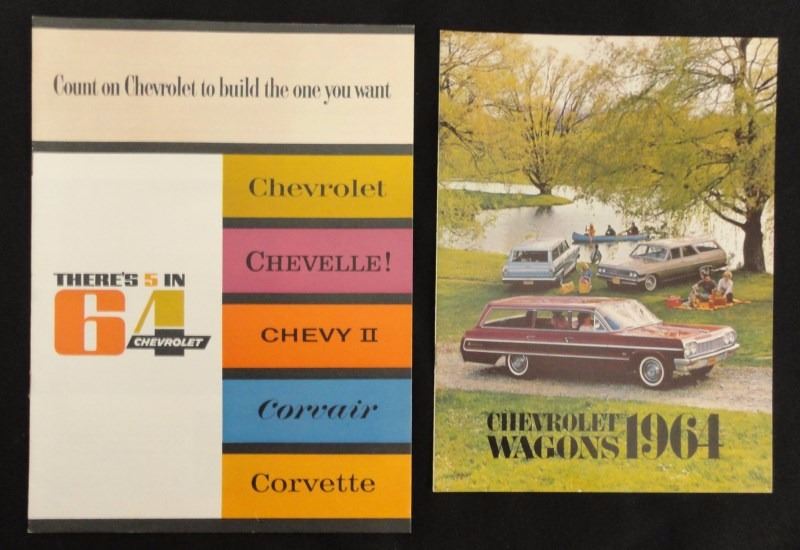 Count on Chevrolet to build the one you want
THERE'S 5 IN
64
CHEVROLET
Chevrolet
CHEVELLE!
CHEVY II
Corvair
Corvette
CHEVROLET
WAGONS 1964